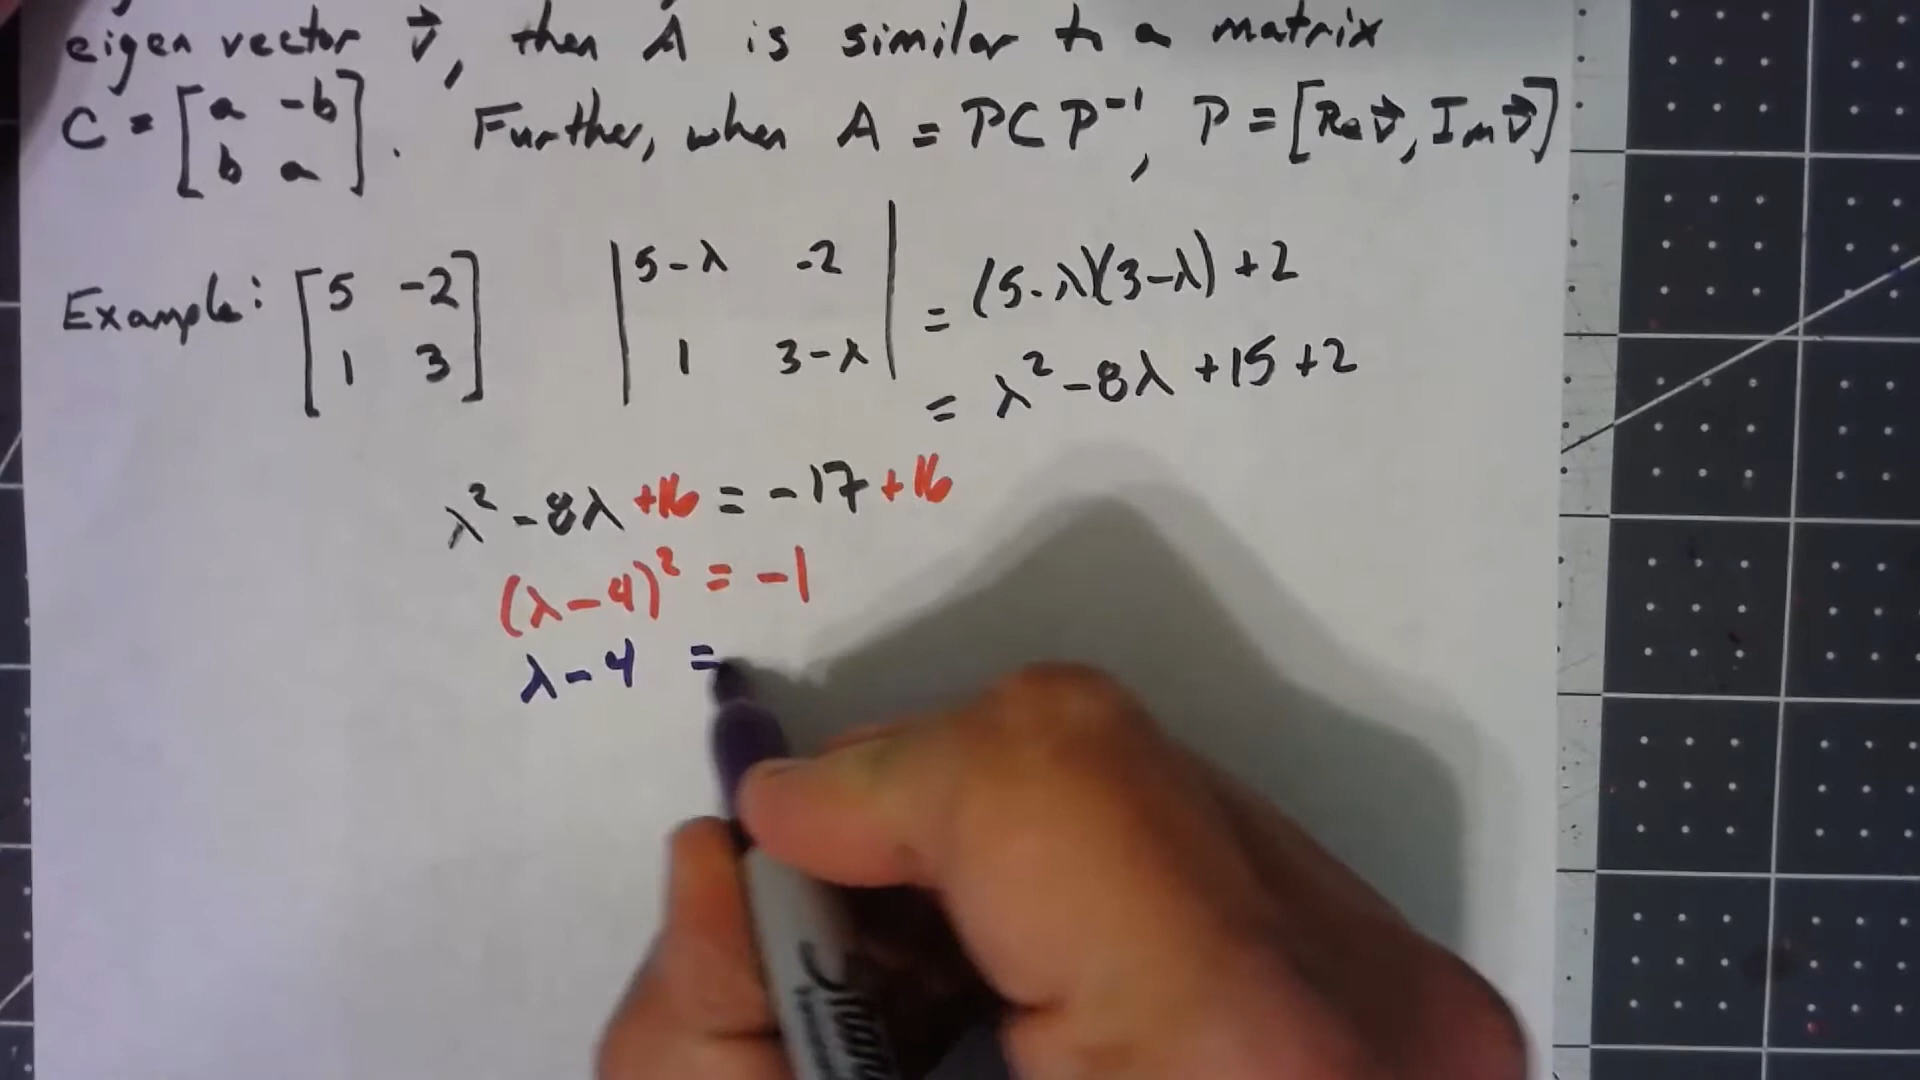 eigen vector v⃗, then A is similar to a matrix
C = [a -b; b a]. Further, when A = PCP⁻¹, P = [Re v⃗, Im v⃗]
Example: [5 -2; 1 3] |5-λ -2; 1 3-λ| = (5-λ)(3-λ) + 2
= λ² - 8λ + 15 + 2
λ² - 8λ + 16 = -17 + 16
(λ - 4)² = -1
λ - 4 =